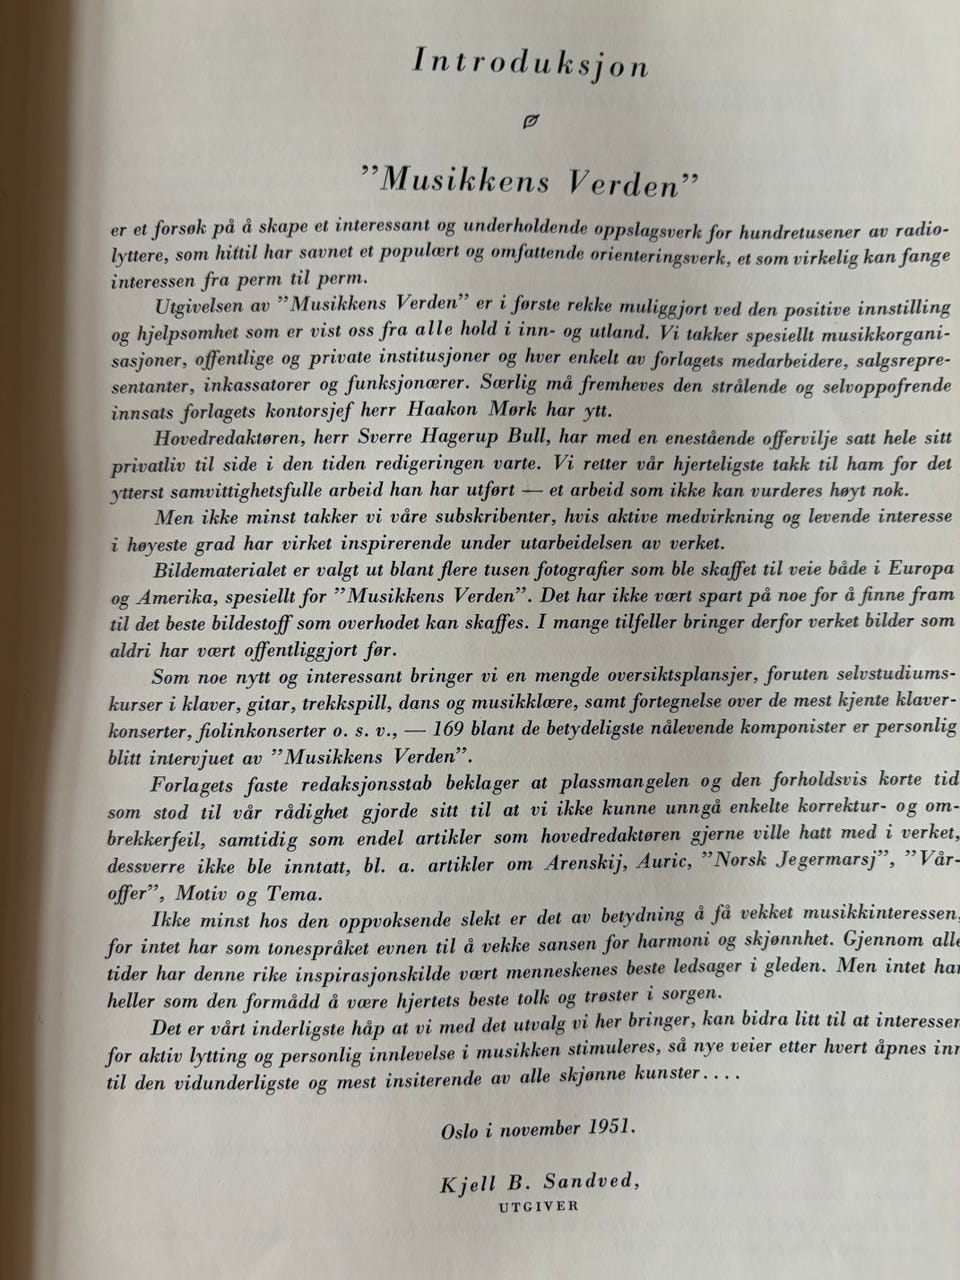 Introduksjon
"Musikkens Verden"
er et forsøk på å skape et interessant og underholdende oppslagsverk for hundretusener av radio-
lyttere, som hittil har savnet et populært og omfattende orienteringsverk, et som virkelig kan fange
interessen fra perm til perm.
Utgivelsen av "Musikkens Verden" er i første rekke muliggjort ved den positive innstilling
og hjelpsomhet som er vist oss fra alle hold i inn- og utland. Vi takker spesiellt musikkorgani-
sasjoner, offentlige og private institusjoner og hver enkelt av forlagets medarbeidere, salgsrepre-
sentanter, inkassatorer og funksjonærer. Særlig må fremheves den strålende og selvoppofrende
innsats forlagets kontorsjef herr Haakon Mørk har ytt.
Hovedredaktøren, herr Sverre Hagerup Bull, har med en enestående offervilje satt hele sitt
privatliv til side i den tiden redigeringen varte. Vi retter vår hjerteligste takk til ham for det
ytterst samvittighetsfulle arbeid han har utført — et arbeid som ikke kan vurderes høyt nok.
Men ikke minst takker vi våre subskribenter, hvis aktive medvirkning og levende interesse
i høyeste grad har virket inspirerende under utarbeidelsen av verket.
Bildematerialet er valgt ut blant flere tusen fotografier som ble skaffet til veie både i Europa
og Amerika, spesiellt for "Musikkens Verden". Det har ikke vært spart på noe for å finne fram
til det beste bildestoff som overhodet kan skaffes. I mange tilfeller bringer derfor verket bilder som
aldri har vært offentliggjort før.
Som noe nytt og interessant bringer vi en mengde oversiktsplansjer, foruten selvstudiums-
kurser i klaver, gitar, trekkspill, dans og musikklære, samt fortegnelse over de mest kjente klaver-
konserter, fiolinkonserter o. s. v., — 169 blant de betydeligste nålevende komponister er personlig
blitt intervjuet av "Musikkens Verden".
Forlagets faste redaksjonsstab beklager at plassmangelen og den forholdsvis korte tid
som stod til vår rådighet gjorde sitt til at vi ikke kunne unngå enkelte korrektur- og om-
brekkerfeil, samtidig som endel artikler som hovedredaktøren gjerne ville hatt med i verket,
dessverre ikke ble inntatt, bl. a. artikler om Arenskij, Auric, "Norsk Jegermarsj", "Vår-
offer", Motiv og Tema.
Ikke minst hos den oppvoksende slekt er det av betydning å få vekket musikkinteressen,
for intet har som tonespråket evnen til å vekke sansen for harmoni og skjønnhet. Gjennom alle
tider har denne rike inspirasjonskilde vært menneskenes beste ledsager i gleden. Men intet har
heller som den formådd å være hjertets beste tolk og trøster i sorgen.
Det er vårt inderligste håp at vi med det utvalg vi her bringer, kan bidra litt til at interessen
for aktiv lytting og personlig innlevelse i musikken stimuleres, så nye veier etter hvert åpnes inn
til den vidunderligste og mest insiterende av alle skjønne kunster....
Oslo i november 1951.
Kjell B. Sandved,
UTGIVER